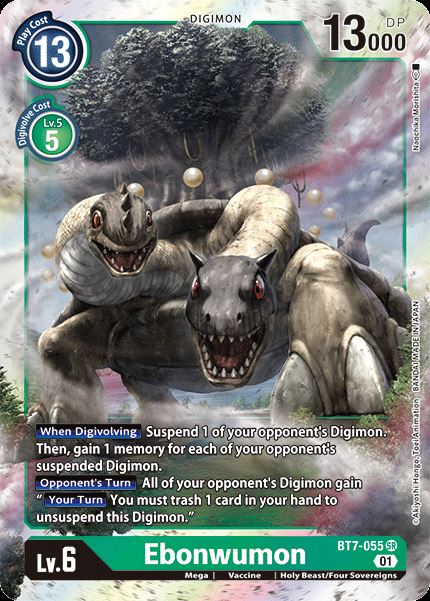 Play Cost
13
DIGIMON
DP
13000
Digivolve Cost
Lv.5
5
Naochika Morishita
When Digivolving Suspend 1 of your opponent's Digimon.
Then, gain 1 memory for each of your opponent's
suspended Digimon.
Opponent's Turn All of your opponent's Digimon gain
“ Your Turn You must trash 1 card in your hand to
unsuspend this Digimon.”
©Akiyoshi Hongo, Toei Animation BANDAI MADE IN JAPAN
Lv.6
Ebonwumon
BT7-055 SR
01
Mega | Vaccine | Holy Beast/Four Sovereigns